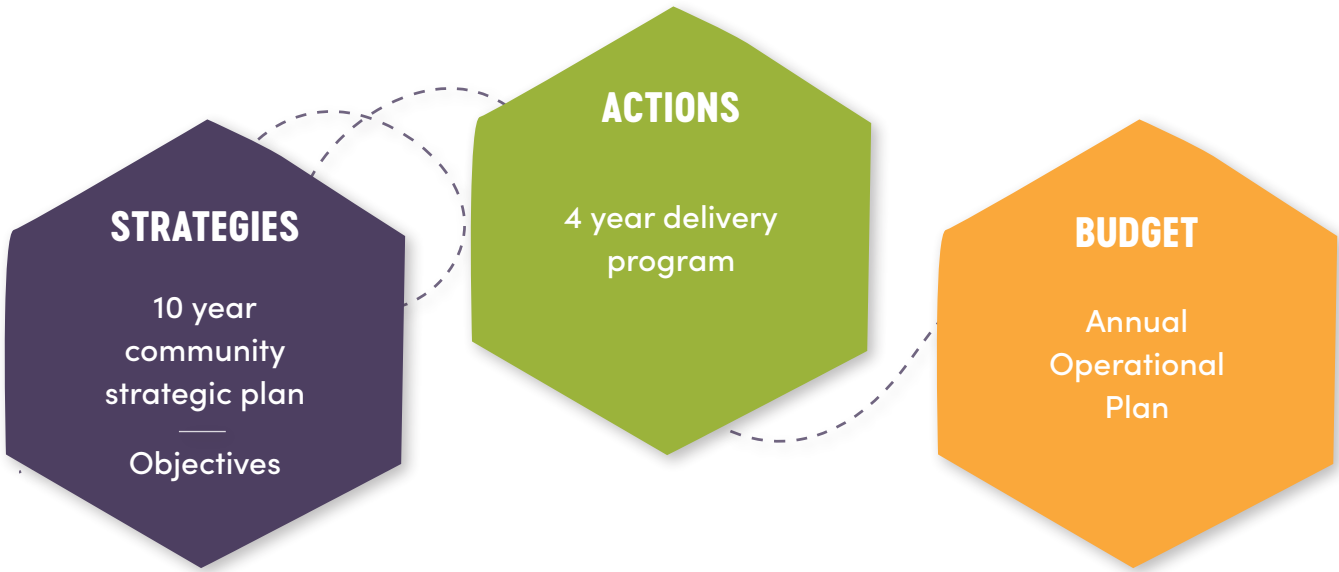 STRATEGIES
10 year
community
strategic plan
Objectives
ACTIONS
4 year delivery
program
BUDGET
Annual
Operational
Plan